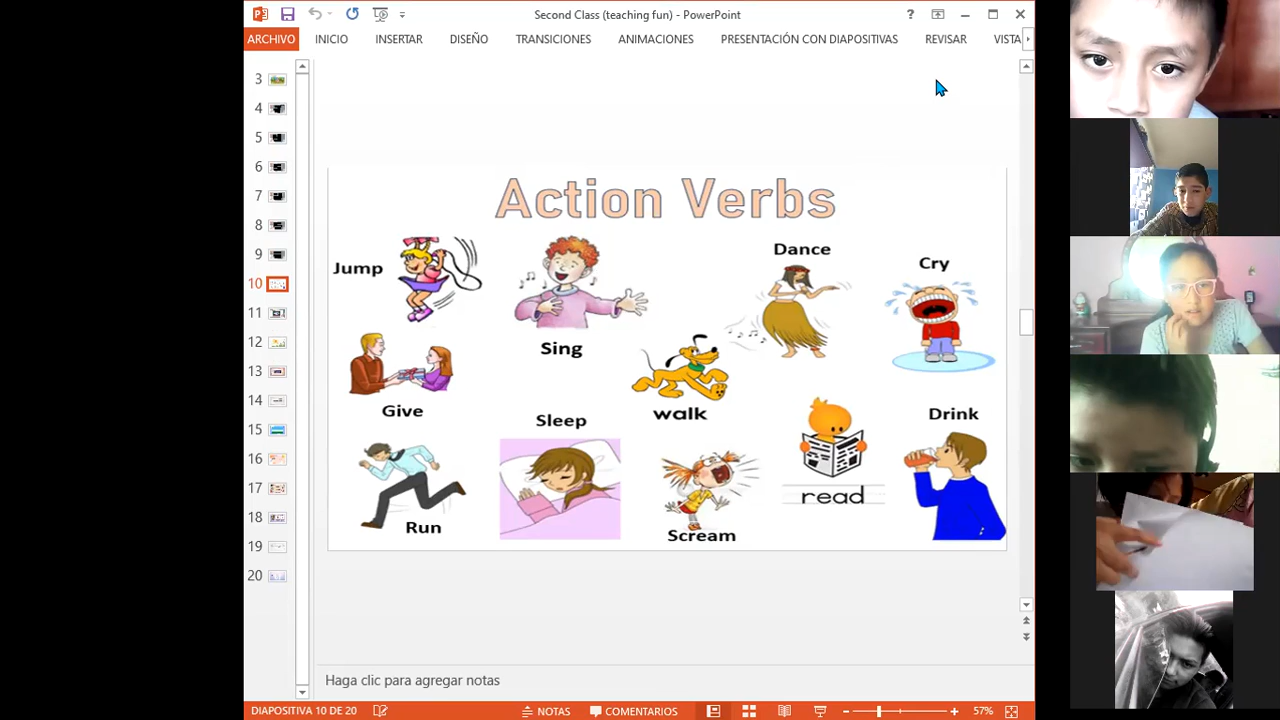 Second Class (teaching fun) - PowerPoint
?
ARCHIVO INICIO INSERTAR DISEÑO TRANSICIONES ANIMACIONES PRESENTACIÓN CON DIAPOSITIVAS REVISAR VISTA
3
4
5
6
7
8
9
10
11
12
13
14
15
16
17
18
19
20
Action Verbs
Jump
Sing
Dance
Cry
Give
Sleep
walk
read
Drink
Run
Scream
Haga clic para agregar notas
DIAPOSITIVA 10 DE 20 NOTAS COMENTARIOS 57%